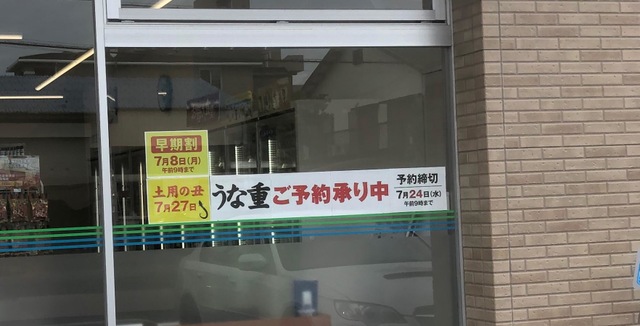 早期割
7月8日(月)
午前9時まで
土用の丑
7月27日
うな重ご予約承り中
予約締切
7月24日(水)
午前9時まで